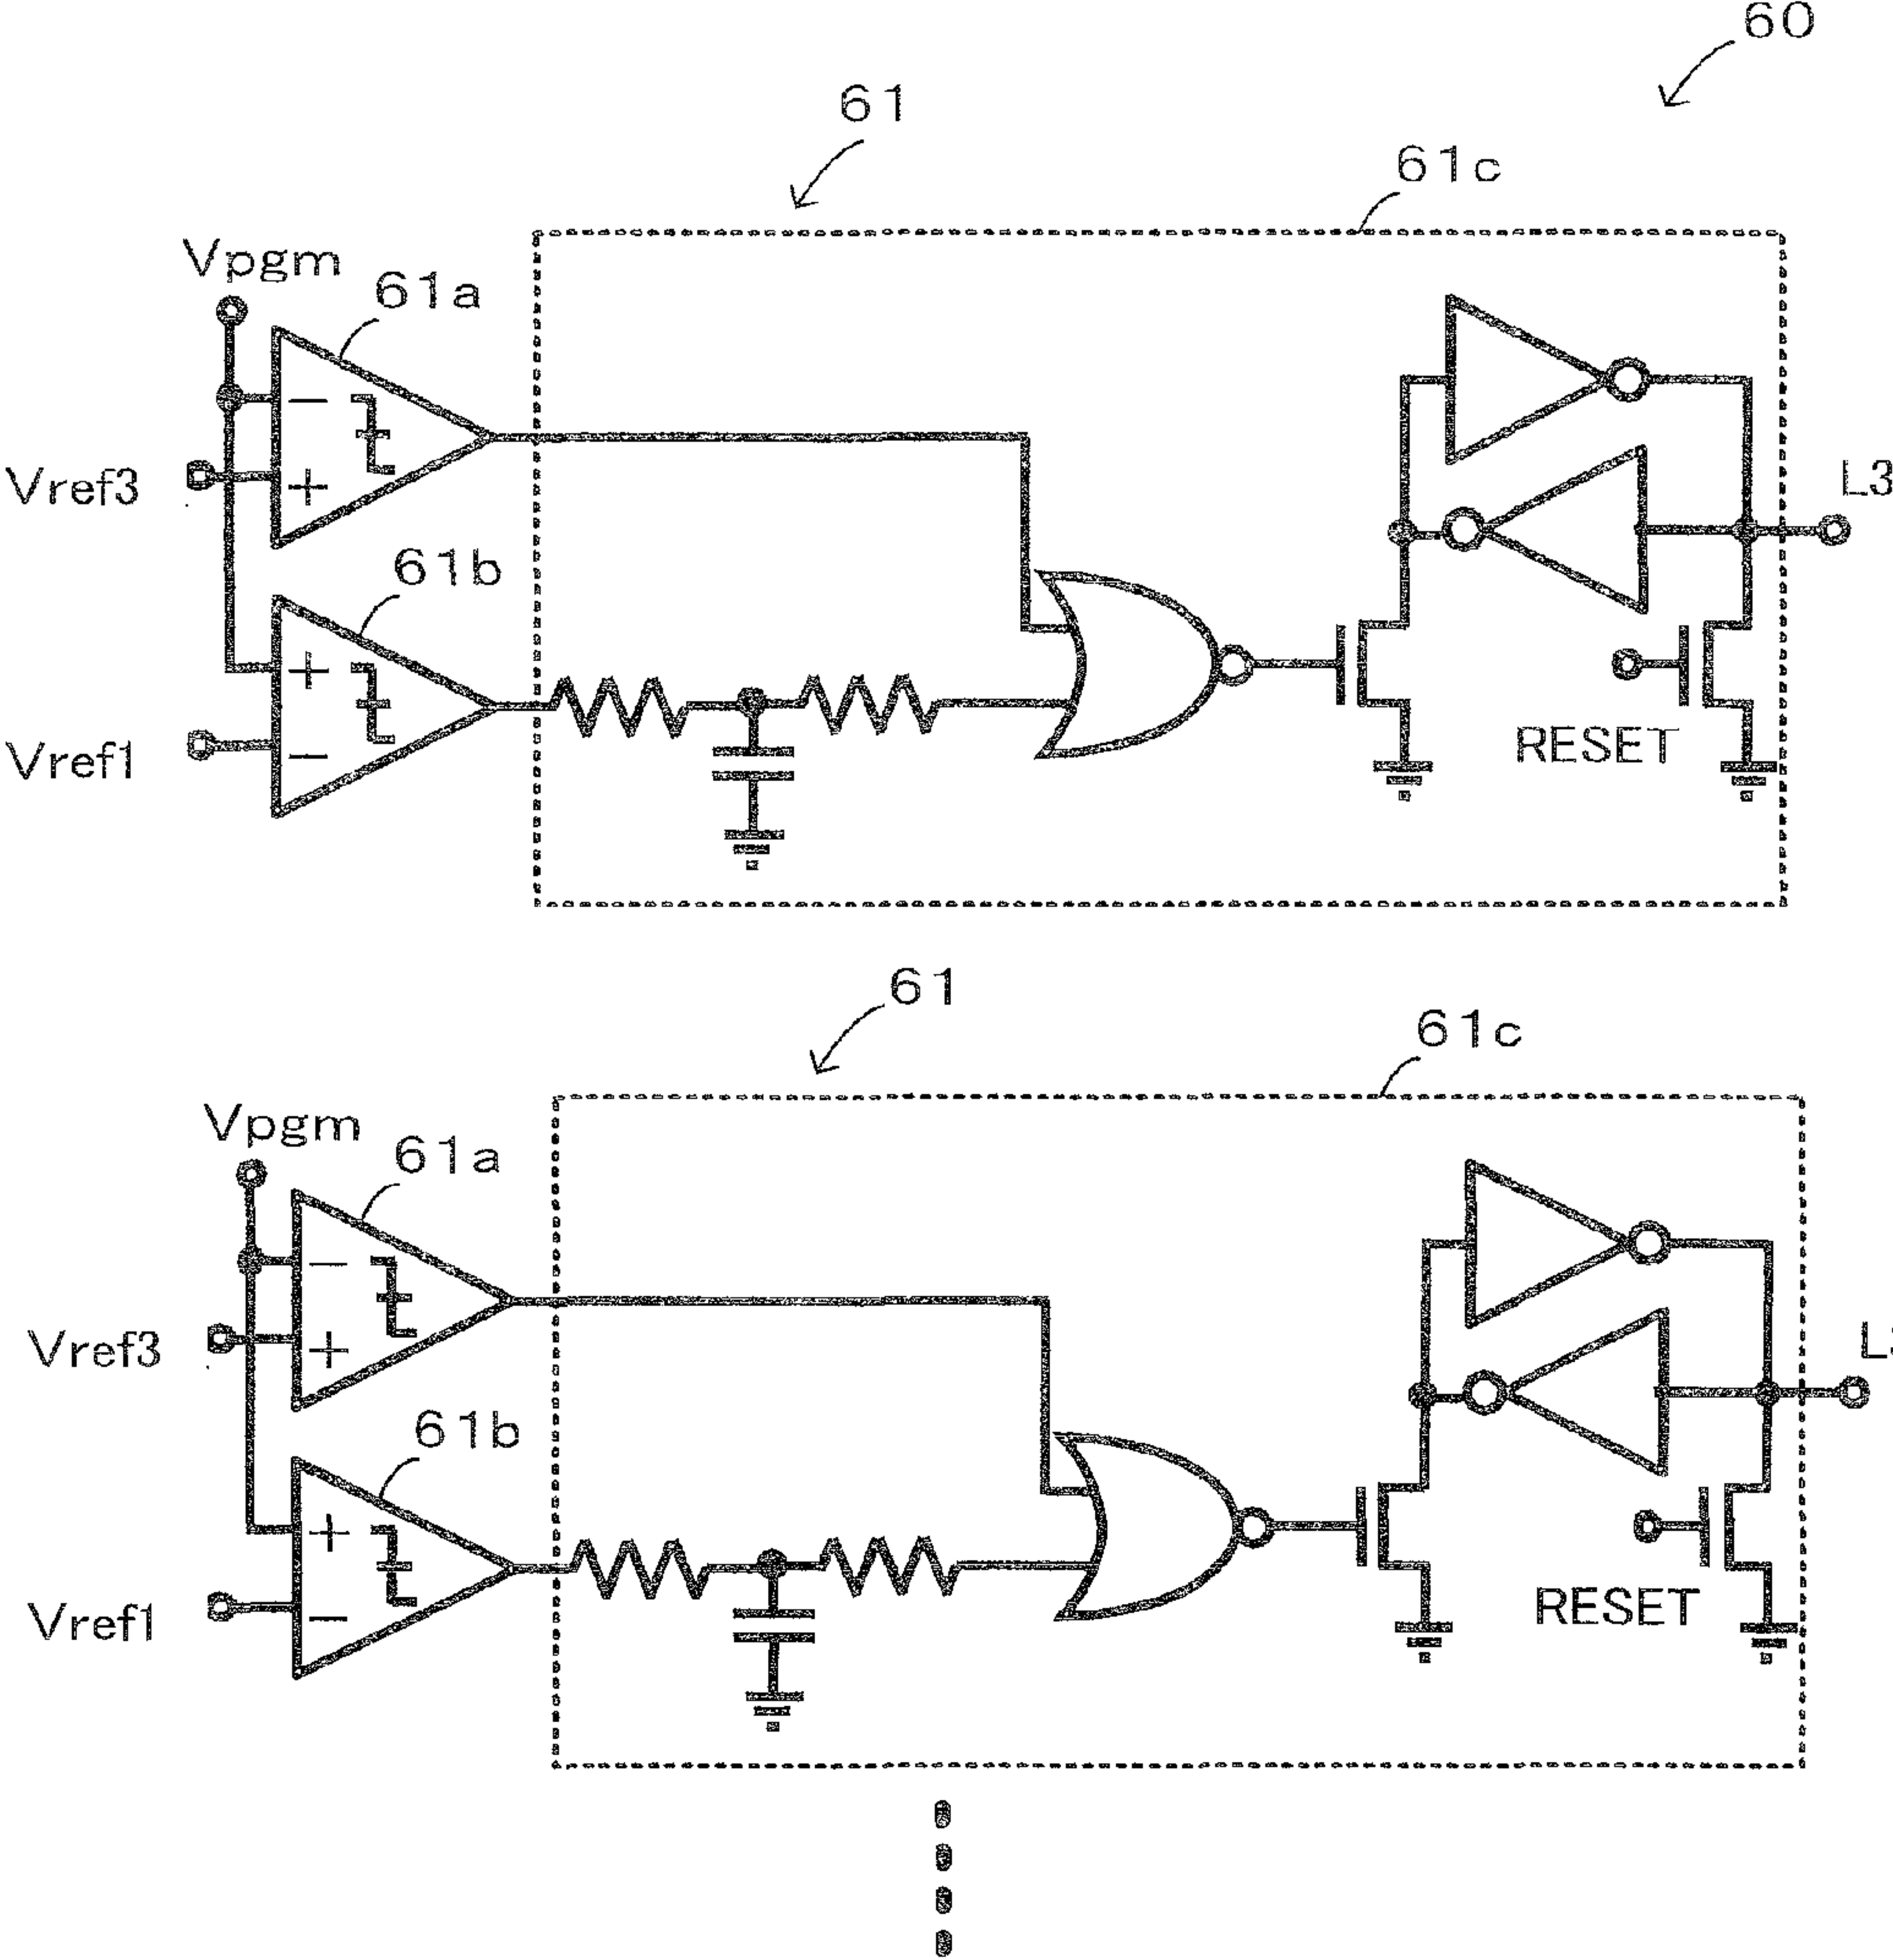 60
61
61c
Vpgm
61a
−
Vref3
+
L3
61b
+
Vref1
−
RESET
61
61c
Vpgm
61a
−
Vref3
+
61b
+
Vref1
−
RESET